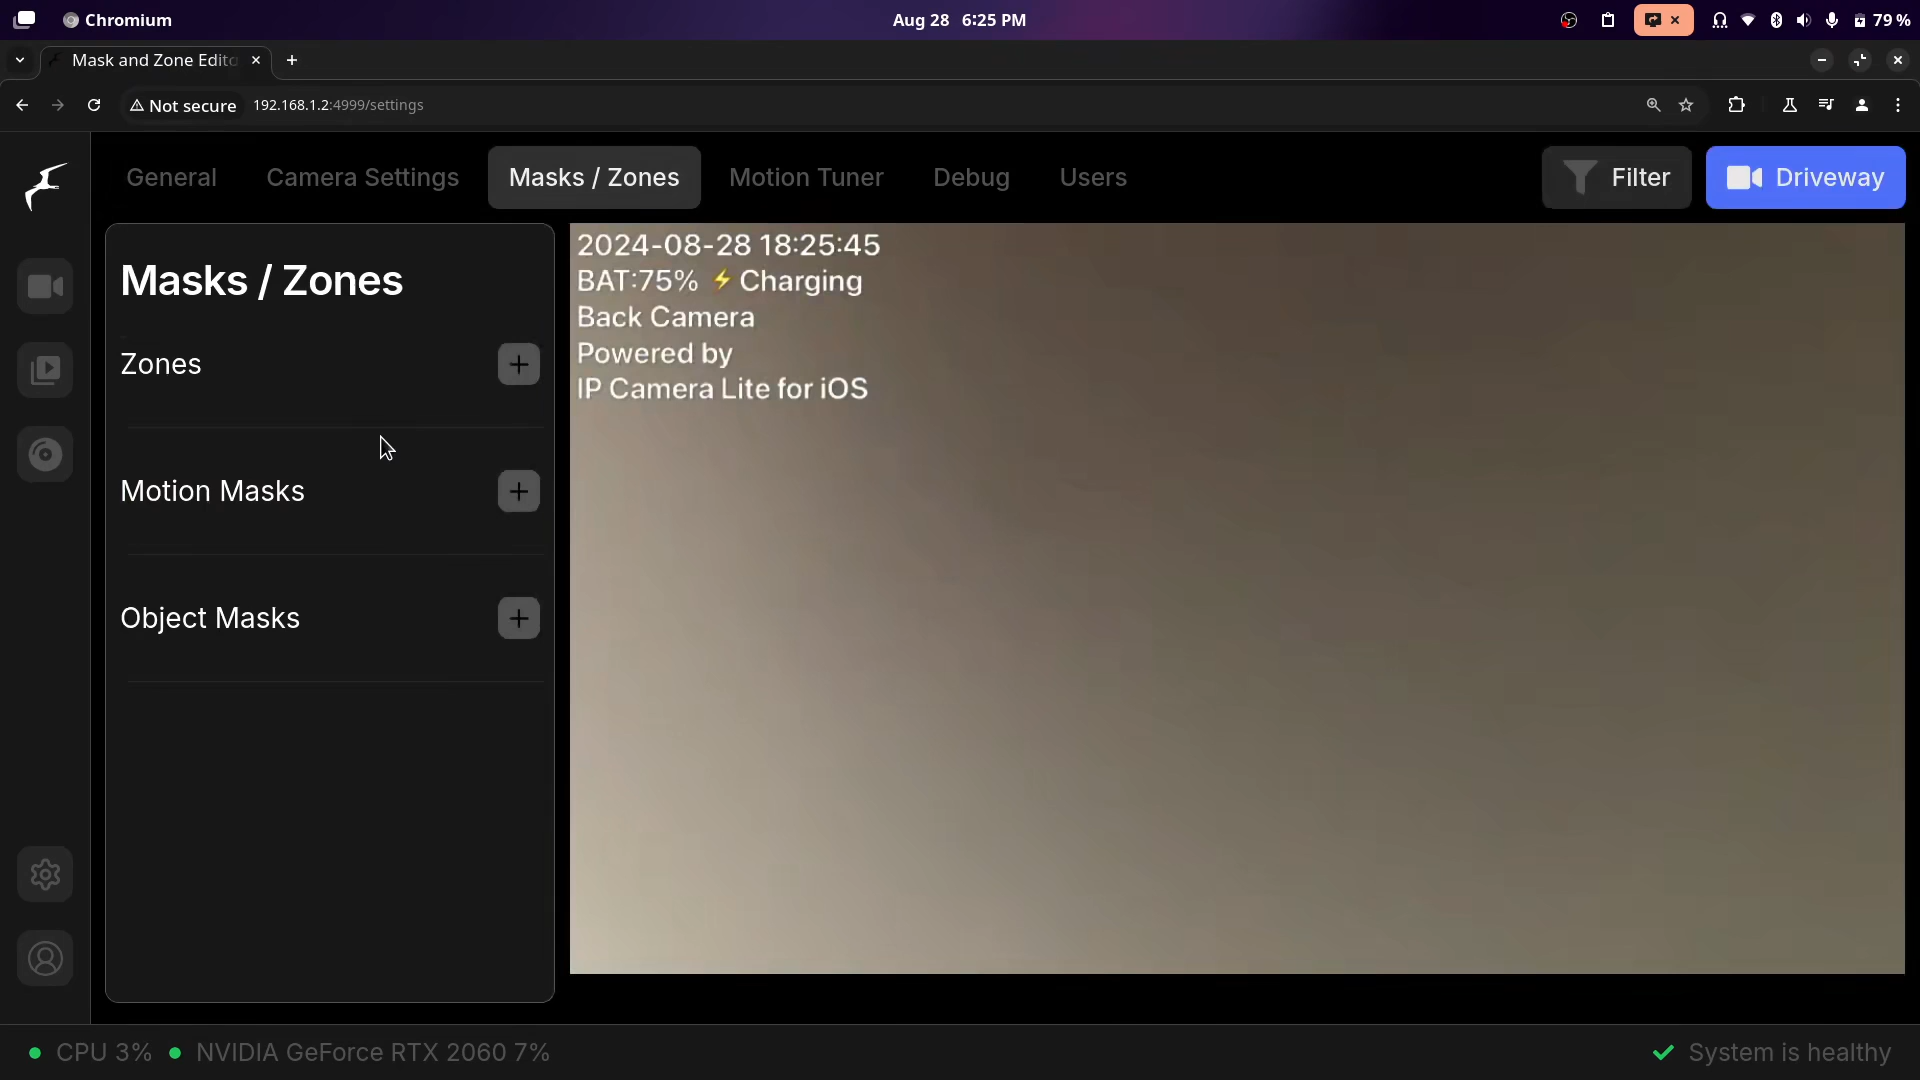 Chromium
Aug 28 6:25 PM
79 %
Mask and Zone Edito
Not secure
192.168.1.2:4999/settings
General
Camera Settings
Masks / Zones
Motion Tuner
Debug
Users
Filter
Driveway
Masks / Zones
Zones
Motion Masks
Object Masks
2024-08-28 18:25:45
BAT:75% ⚡Charging
Back Camera
Powered by
IP Camera Lite for iOS
CPU 3%
NVIDIA GeForce RTX 2060 7%
System is healthy